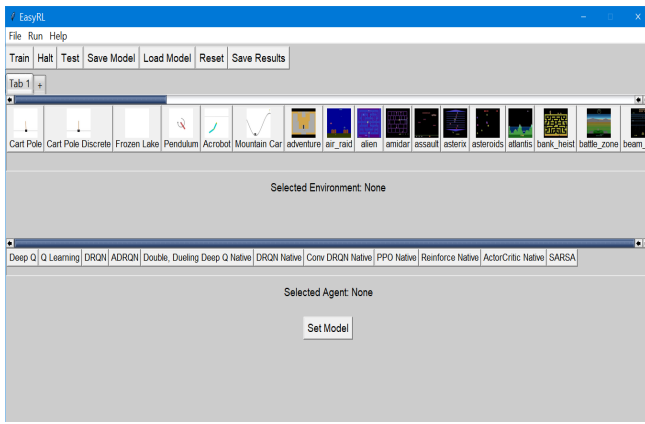 EasyRL
File Run Help
Train Halt Test Save Model Load Model Reset Save Results
Tab 1 +
Cart Pole Cart Pole Discrete Frozen Lake Pendulum Acrobot Mountain Car adventure air_raid alien amidar assault asterix asteroids atlantis bank_heist battle_zone beam_
Selected Environment: None
Deep Q Q Learning DRQN ADRQN Double, Dueling Deep Q Native DRQN Native Conv DRQN Native PPO Native Reinforce Native ActorCritic Native SARSA
Selected Agent: None
Set Model